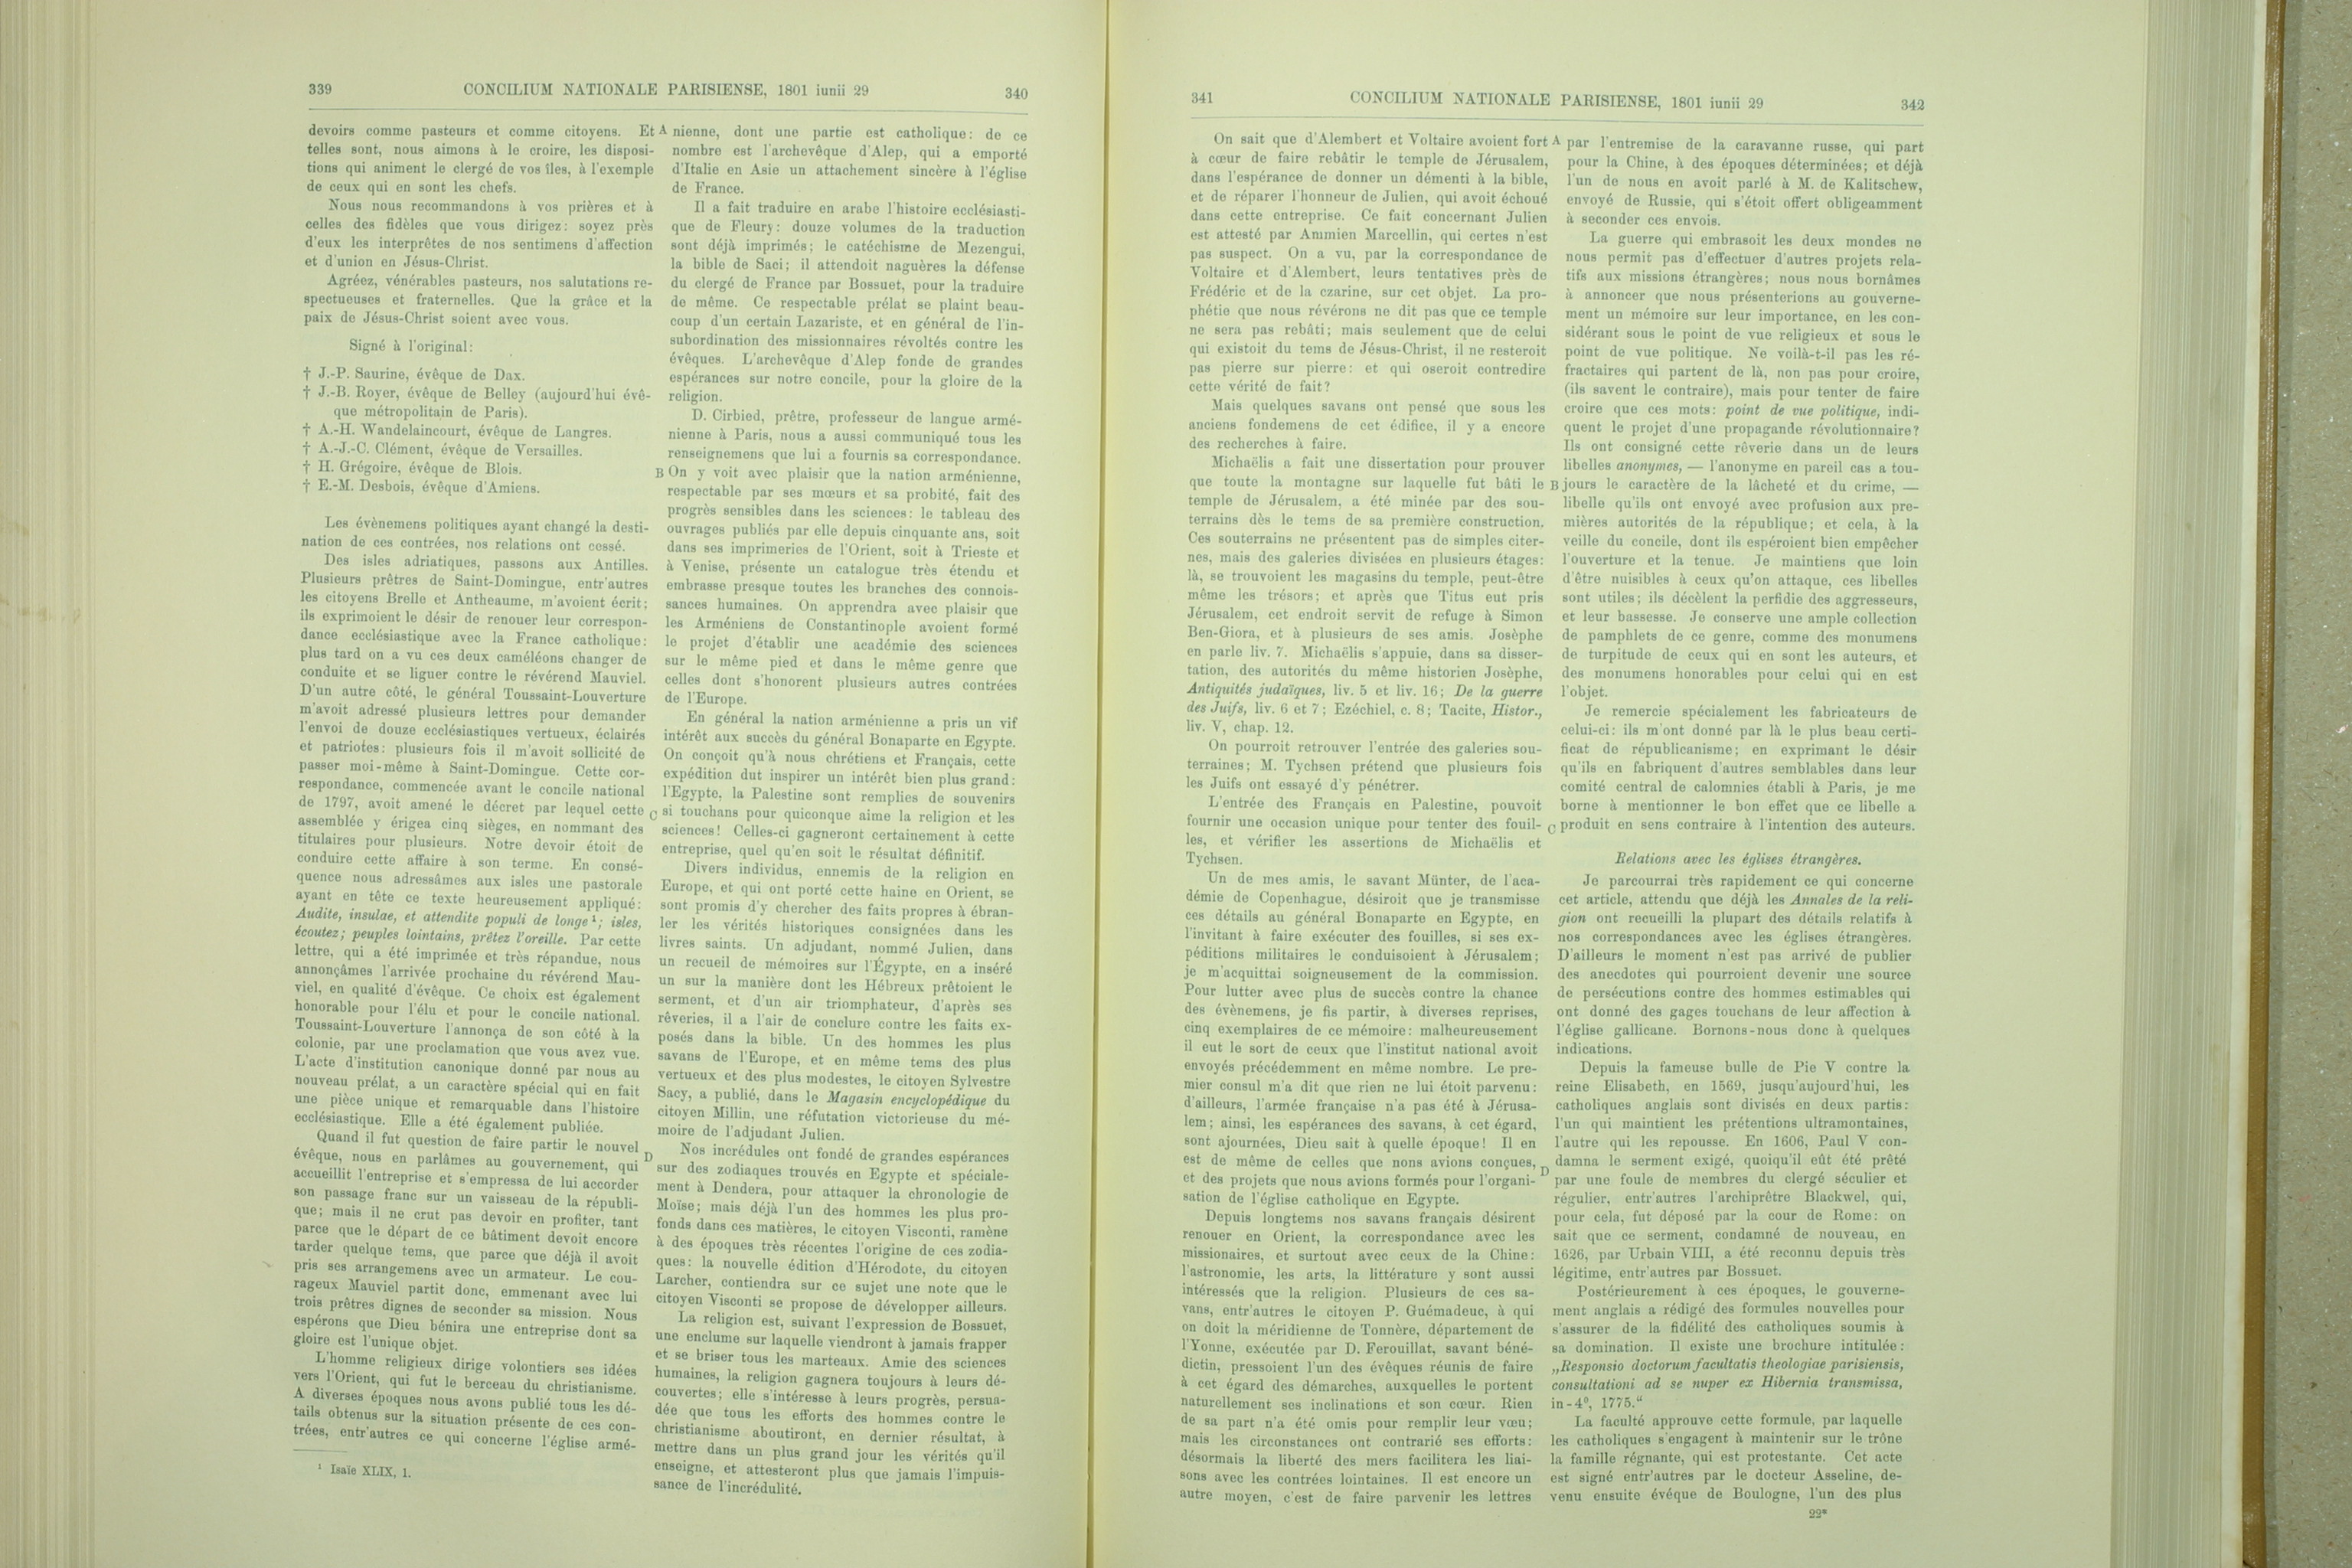 339 CONCILIUM NATIONALE PARISIENSE, 1801 iunii 29 340
devoirs comme pasteurs et comme citoyens. Et
telles sont, nous aimons à le croire, les disposi-
tions qui animent le clergé de vos îles, à l'exemple
de ceux qui en sont les chefs.
Nous nous recommandons à vos prières et à
celles des fidèles que vous dirigez: soyez près
d'eux les interprêtes de nos sentimens d'affection
et d'union en Jésus-Christ.
Agréez, vénérables pasteurs, nos salutations re-
spectueuses et fraternelles. Que la grâce et la
paix de Jésus-Christ soient avec vous.
Signé à l'original:
† J.-P. Saurine, évêque de Dax.
† J.-B. Royer, évêque de Belley (aujourd'hui évê-
que métropolitain de Paris).
† A.-H. Wandelaincourt, évêque de Langres.
† A.-J.-C. Clément, évêque de Versailles.
† H. Grégoire, évêque de Blois.
† E.-M. Desbois, évêque d'Amiens.
Les évènemens politiques ayant changé la desti-
nation de ces contrées, nos relations ont cessé.
Des isles adriatiques, passons aux Antilles.
Plusieurs prêtres de Saint-Domingue, entr'autres
les citoyens Brelle et Antheaume, m'avoient écrit;
ils exprimoient le désir de renouer leur correspon-
dance ecclésiastique avec la France catholique:
plus tard on a vu ces deux caméléons changer de
conduite et se liguer contre le révérend Mauviel.
D'un autre côté, le général Toussaint-Louverture
m'avoit adressé plusieurs lettres pour demander
l'envoi de douze ecclésiastiques vertueux, éclairés
et patriotes: plusieurs fois il m'avoit sollicité de
passer moi-même à Saint-Domingue. Cette cor-
respondance, commencée avant le concile national
de 1797, avoit amené le décret par lequel cette
assemblée y érigea cinq sièges, en nommant des
titulaires pour plusieurs. Notre devoir étoit de
conduire cette affaire à son terme. En consé-
quence nous adressâmes aux isles une pastorale
ayant en tête ce texte heureusement appliqué:
Audite, insulae, et attendite populi de longe¹; isles,
écoutez; peuples lointains, prêtez l'oreille. Par cette
lettre, qui a été imprimée et très répandue, nous
annonçâmes l'arrivée prochaine du révérend Mau-
viel, en qualité d'évêque. Ce choix est également
honorable pour l'élu et pour le concile national.
Toussaint-Louverture l'annonça de son côté à la
colonie, par une proclamation que vous avez vue.
L'acte d'institution canonique donné par nous au
nouveau prélat, a un caractère spécial qui en fait
une pièce unique et remarquable dans l'histoire
ecclésiastique. Elle a été également publiée.
Quand il fut question de faire partir le nouvel
évêque, nous en parlâmes au gouvernement, qui
accueillit l'entreprise et s'empressa de lui accorder
son passage franc sur un vaisseau de la républi-
que; mais il ne crut pas devoir en profiter, tant
parce que le départ de ce bâtiment devoit encore
tarder quelque tems, que parce que déjà il avoit
pris ses arrangemens avec un armateur. Le cou-
rageux Mauviel partit donc, emmenant avec lui
trois prêtres dignes de seconder sa mission. Nous
espérons que Dieu bénira une entreprise dont sa
gloire est l'unique objet.
L'homme religieux dirige volontiers ses idées
vers l'Orient, qui fut le berceau du christianisme.
A diverses époques nous avons publié tous les dé-
tails obtenus sur la situation présente de ces con-
trées, entr'autres ce qui concerne l'église armé-
¹ Isaïe XLIX, 1.
A
B
C
D
nienne, dont une partie est catholique: de ce
nombre est l'archevêque d'Alep, qui a emporté
d'Italie en Asie un attachement sincère à l'église
de France.
Il a fait traduire en arabe l'histoire ecclésiasti-
que de Fleury: douze volumes de la traduction
sont déjà imprimés; le catéchisme de Mezengui,
la bible de Saci; il attendoit naguères la défense
du clergé de France par Bossuet, pour la traduire
de même. Ce respectable prélat se plaint beau-
coup d'un certain Lazariste, et en général de l'in-
subordination des missionnaires révoltés contre les
évêques. L'archevêque d'Alep fonde de grandes
espérances sur notre concile, pour la gloire de la
religion.
D. Cirbied, prêtre, professeur de langue armé-
nienne à Paris, nous a aussi communiqué tous les
renseignemens que lui a fournis sa correspondance.
On y voit avec plaisir que la nation arménienne,
respectable par ses mœurs et sa probité, fait des
progrès sensibles dans les sciences: le tableau des
ouvrages publiés par elle depuis cinquante ans, soit
dans ses imprimeries de l'Orient, soit à Trieste et
à Venise, présente un catalogue très étendu et
embrasse presque toutes les branches des connois-
sances humaines. On apprendra avec plaisir que
les Arméniens de Constantinople avoient formé
le projet d'établir une académie des sciences
sur le même pied et dans le même genre que
celles dont s'honorent plusieurs autres contrées
de l'Europe.
En général la nation arménienne a pris un vif
intérêt aux succès du général Bonaparte en Egypte.
On conçoit qu'à nous chrétiens et Français, cette
expédition dut inspirer un intérêt bien plus grand:
l'Egypte, la Palestine sont remplies de souvenirs
si touchans pour quiconque aime la religion et les
sciences! Celles-ci gagneront certainement à cette
entreprise, quel qu'en soit le résultat définitif.
Divers individus, ennemis de la religion en
Europe, et qui ont porté cette haine en Orient, se
sont promis d'y chercher des faits propres à ébran-
ler les vérités historiques consignées dans les
livres saints. Un adjudant, nommé Julien, dans
un recueil de mémoires sur l'Égypte, en a inséré
un sur la manière dont les Hébreux prêtoient le
serment, et d'un air triomphateur, d'après ses
rêveries, il a l'air de conclure contre les faits ex-
posés dans la bible. Un des hommes les plus
savans de l'Europe, et en même tems des plus
vertueux et des plus modestes, le citoyen Sylvestre
Sacy, a publié, dans le Magasin encyclopédique du
citoyen Millin, une réfutation victorieuse du mé-
moire de l'adjudant Julien.
Nos incrédules ont fondé de grandes espérances
sur des zodiaques trouvés en Egypte et spéciale-
ment à Dendera, pour attaquer la chronologie de
Moïse; mais déjà l'un des hommes les plus pro-
fonds dans ces matières, le citoyen Visconti, ramène
à des époques très récentes l'origine de ces zodia-
ques: la nouvelle édition d'Hérodote, du citoyen
Larcher, contiendra sur ce sujet une note que le
citoyen Visconti se propose de développer ailleurs.
La religion est, suivant l'expression de Bossuet,
une enclume sur laquelle viendront à jamais frapper
et se briser tous les marteaux. Amie des sciences
humaines, la religion gagnera toujours à leurs dé-
couvertes; elle s'intéresse à leurs progrès, persua-
dée que tous les efforts des hommes contre le
christianisme aboutiront, en dernier résultat, à
mettre dans un plus grand jour les vérités qu'il
enseigne, et attesteront plus que jamais l'impuis-
sance de l'incrédulité.
341 CONCILIUM NATIONALE PARISIENSE, 1801 iunii 29 342
On sait que d'Alembert et Voltaire avoient fort
à cœur de faire rebâtir le temple de Jérusalem,
dans l'espérance de donner un démenti à la bible,
et de réparer l'honneur de Julien, qui avoit échoué
dans cette entreprise. Ce fait concernant Julien
est attesté par Ammien Marcellin, qui certes n'est
pas suspect. On a vu, par la correspondance de
Voltaire et d'Alembert, leurs tentatives près de
Frédéric et de la czarine, sur cet objet. La pro-
phétie que nous révérons ne dit pas que ce temple
ne sera pas rebâti; mais seulement que de celui
qui existoit du tems de Jésus-Christ, il ne resteroit
pas pierre sur pierre: et qui oseroit contredire
cette vérité de fait?
Mais quelques savans ont pensé que sous les
anciens fondemens de cet édifice, il y a encore
des recherches à faire.
Michaëlis a fait une dissertation pour prouver
que toute la montagne sur laquelle fut bâti le
temple de Jérusalem, a été minée par des sou-
terrains dès le tems de sa première construction.
Ces souterrains ne présentent pas de simples citer-
nes, mais des galeries divisées en plusieurs étages:
là, se trouvoient les magasins du temple, peut-être
même les trésors; et après que Titus eut pris
Jérusalem, cet endroit servit de refuge à Simon
Ben-Giora, et à plusieurs de ses amis. Josèphe
en parle liv. 7. Michaëlis s'appuie, dans sa disser-
tation, des autorités du même historien Josèphe,
Antiquités judaïques, liv. 5 et liv. 16; De la guerre
des Juifs, liv. 6 et 7; Ezéchiel, c. 8; Tacite, Histor.,
liv. V, chap. 12.
On pourroit retrouver l'entrée des galeries sou-
terraines; M. Tychsen prétend que plusieurs fois
les Juifs ont essayé d'y pénétrer.
L'entrée des Français en Palestine, pouvoit
fournir une occasion unique pour tenter des fouil-
les, et vérifier les assertions de Michaëlis et
Tychsen.
Un de mes amis, le savant Münter, de l'aca-
démie de Copenhague, désiroit que je transmisse
ces détails au général Bonaparte en Egypte, en
l'invitant à faire exécuter des fouilles, si ses ex-
péditions militaires le conduisoient à Jérusalem;
je m'acquittai soigneusement de la commission.
Pour lutter avec plus de succès contre la chance
des évènemens, je fis partir, à diverses reprises,
cinq exemplaires de ce mémoire: malheureusement
il eut le sort de ceux que l'institut national avoit
envoyés précédemment en même nombre. Le pre-
mier consul m'a dit que rien ne lui étoit parvenu:
d'ailleurs, l'armée française n'a pas été à Jérusa-
lem; ainsi, les espérances des savans, à cet égard,
sont ajournées, Dieu sait à quelle époque! Il en
est de même de celles que nons avions conçues,
et des projets que nous avions formés pour l'organi-
sation de l'église catholique en Egypte.
Depuis longtems nos savans français désirent
renouer en Orient, la correspondance avec les
missionaires, et surtout avec ceux de la Chine:
l'astronomie, les arts, la littérature y sont aussi
intéressés que la religion. Plusieurs de ces sa-
vans, entr'autres le citoyen P. Guémadeuc, à qui
on doit la méridienne de Tonnère, département de
l'Yonne, exécutée par D. Ferouillat, savant béné-
dictin, pressoient l'un des évêques réunis de faire
à cet égard des démarches, auxquelles le portent
naturellement ses inclinations et son cœur. Rien
de sa part n'a été omis pour remplir leur vœu;
mais les circonstances ont contrarié ses efforts:
désormais la liberté des mers facilitera les liai-
sons avec les contrées lointaines. Il est encore un
autre moyen, c'est de faire parvenir les lettres
A
B
C
D
par l'entremise de la caravanne russe, qui part
pour la Chine, à des époques déterminées; et déjà
l'un de nous en avoit parlé à M. de Kalitschew,
envoyé de Russie, qui s'étoit offert obligeamment
à seconder ces envois.
La guerre qui embrasoit les deux mondes ne
nous permit pas d'effectuer d'autres projets rela-
tifs aux missions étrangères; nous nous bornâmes
à annoncer que nous présenterions au gouverne-
ment un mémoire sur leur importance, en les con-
sidérant sous le point de vue religieux et sous le
point de vue politique. Ne voilà-t-il pas les ré-
fractaires qui partent de là, non pas pour croire,
(ils savent le contraire), mais pour tenter de faire
croire que ces mots: point de vue politique, indi-
quent le projet d'une propagande révolutionnaire?
Ils ont consigné cette rêverie dans un de leurs
libelles anonymes, — l'anonyme en pareil cas a tou-
jours le caractère de la lâcheté et du crime, —
libelle qu'ils ont envoyé avec profusion aux pre-
mières autorités de la république; et cela, à la
veille du concile, dont ils espéroient bien empêcher
l'ouverture et la tenue. Je maintiens que loin
d'être nuisibles à ceux qu'on attaque, ces libelles
sont utiles; ils décèlent la perfidie des aggresseurs,
et leur bassesse. Je conserve une ample collection
de pamphlets de ce genre, comme des monumens
de turpitude de ceux qui en sont les auteurs, et
des monumens honorables pour celui qui en est
l'objet.
Je remercie spécialement les fabricateurs de
celui-ci: ils m'ont donné par là le plus beau certi-
ficat de républicanisme; en exprimant le désir
qu'ils en fabriquent d'autres semblables dans leur
comité central de calomnies établi à Paris, je me
borne à mentionner le bon effet que ce libelle a
produit en sens contraire à l'intention des auteurs.
Relations avec les églises étrangères.
Je parcourrai très rapidement ce qui concerne
cet article, attendu que déjà les Annales de la reli-
gion ont recueilli la plupart des détails relatifs à
nos correspondances avec les églises étrangères.
D'ailleurs le moment n'est pas arrivé de publier
des anecdotes qui pourroient devenir une source
de persécutions contre des hommes estimables qui
ont donné des gages touchans de leur affection à
l'église gallicane. Bornons-nous donc à quelques
indications.
Depuis la fameuse bulle de Pie V contre la
reine Elisabeth, en 1569, jusqu'aujourd'hui, les
catholiques anglais sont divisés en deux partis:
l'un qui maintient les prétentions ultramontaines,
l'autre qui les repousse. En 1606, Paul V con-
damna le serment exigé, quoiqu'il eût été prêté
par une foule de membres du clergé séculier et
régulier, entr'autres l'archiprêtre Blackwel, qui,
pour cela, fut déposé par la cour de Rome: on
sait que ce serment, condamné de nouveau, en
1626, par Urbain VIII, a été reconnu depuis très
légitime, entr'autres par Bossuet.
Postérieurement à ces époques, le gouverne-
ment anglais a rédigé des formules nouvelles pour
s'assurer de la fidélité des catholiques soumis à
sa domination. Il existe une brochure intitulée:
„Responsio doctorum facultatis theologiae parisiensis,
consultationi ad se nuper ex Hibernia transmissa,
in-4⁰, 1775.“
La faculté approuve cette formule, par laquelle
les catholiques s'engagent à maintenir sur le trône
la famille régnante, qui est protestante. Cet acte
est signé entr'autres par le docteur Asseline, de-
venu ensuite évêque de Boulogne, l'un des plus
22*